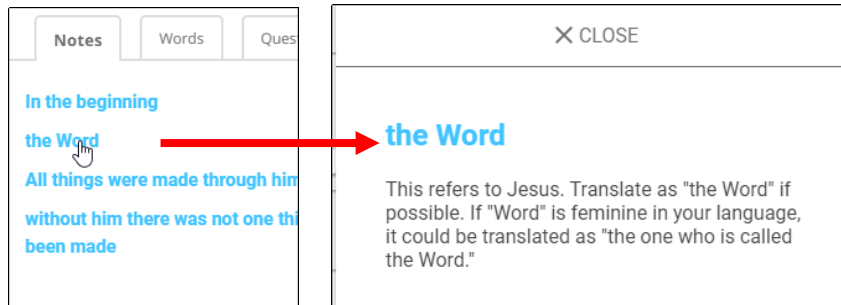 Notes
Words
Ques
In the beginning
the Word
All things were made through him
without him there was not one thi
been made
CLOSE
the Word
This refers to Jesus. Translate as "the Word" if
possible. If "Word" is feminine in your language,
it could be translated as "the one who is called
the Word."